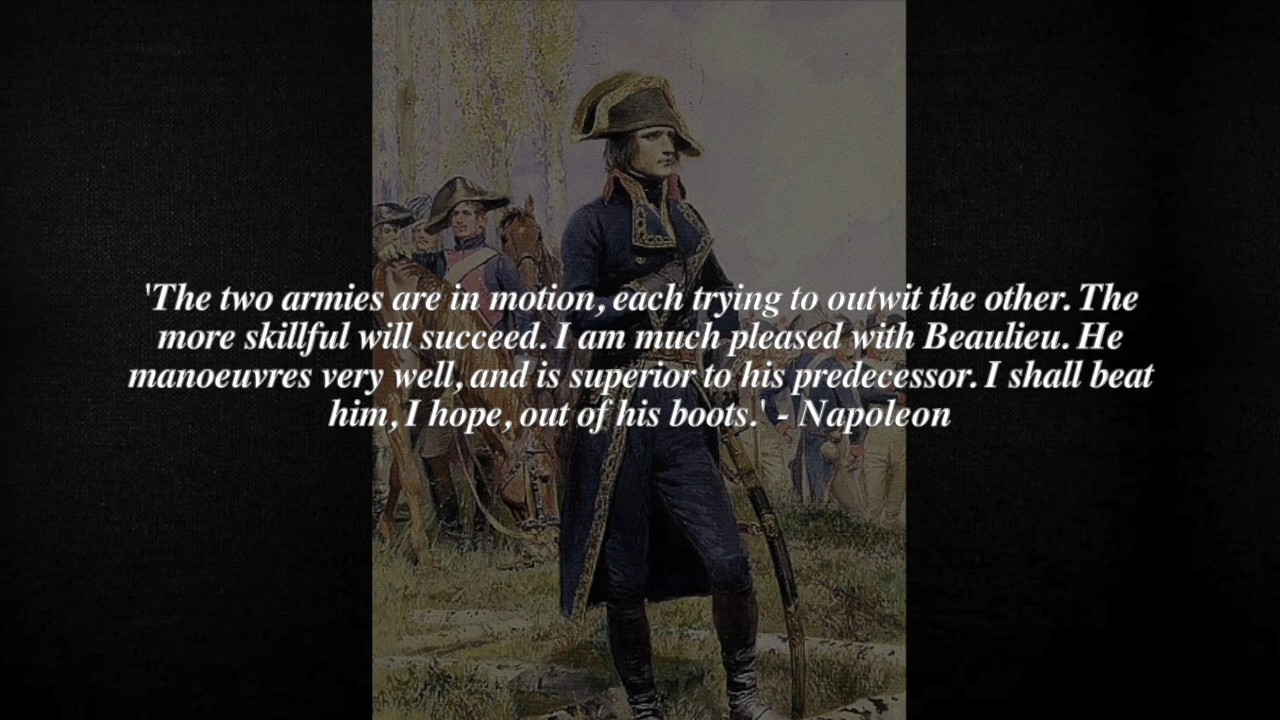 'The two armies are in motion, each trying to outwit the other. The
more skillful will succeed. I am much pleased with Beaulieu. He
manoeuvres very well, and is superior to his predecessor. I shall beat
him, I hope, out of his boots.' - Napoleon